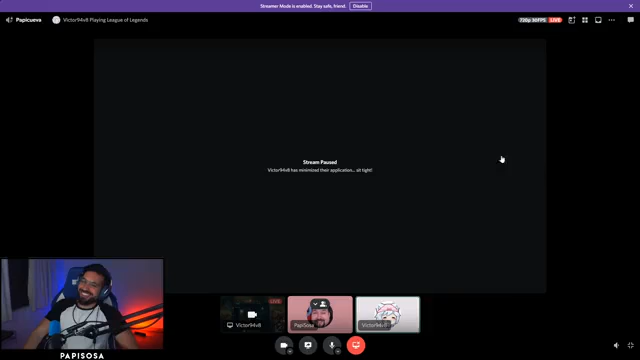 Streamer Mode is enabled. Stay safe, friend. Disable
Papicueva Victor94v8 Playing League of Legends 720p 30FPS LIVE
Stream Paused
Victor94v8 has minimized their application... sit tight!
LIVE
Victor94v8 PapiSosa Victor94v8
PAPISOSA